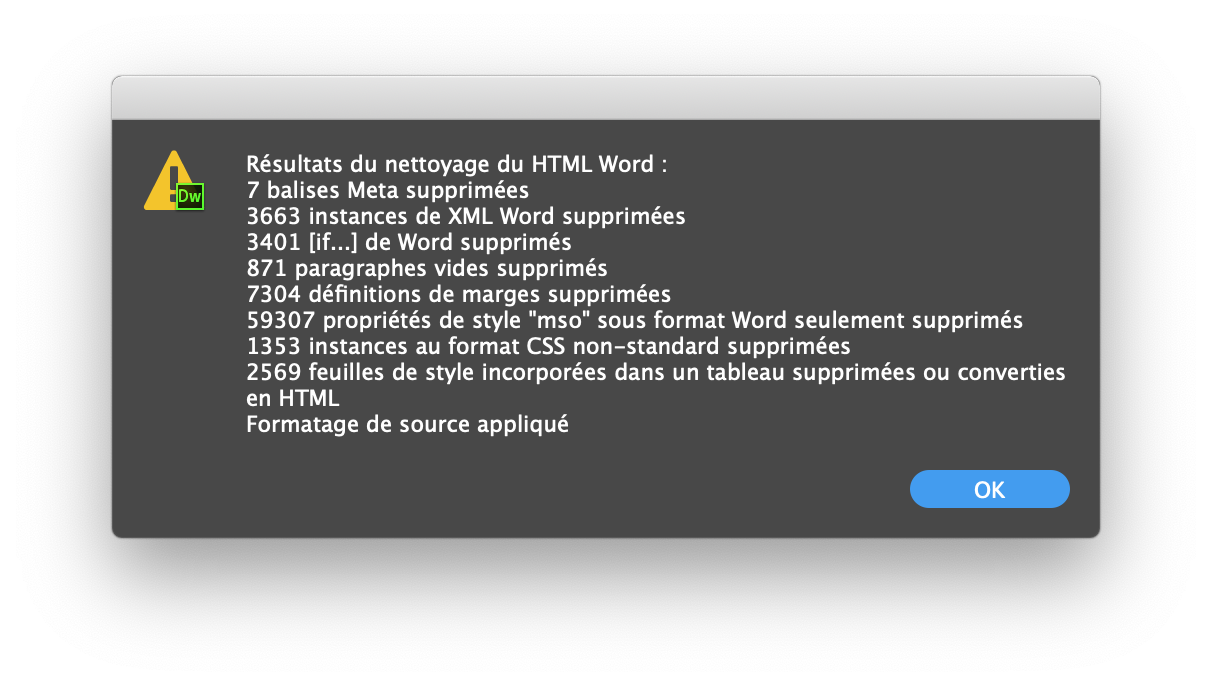 Résultats du nettoyage du HTML Word :
7 balises Meta supprimées
3663 instances de XML Word supprimées
3401 [if...] de Word supprimés
871 paragraphes vides supprimés
7304 définitions de marges supprimées
59307 propriétés de style "mso" sous format Word seulement supprimés
1353 instances au format CSS non-standard supprimées
2569 feuilles de style incorporées dans un tableau supprimées ou converties
en HTML
Formatage de source appliqué
Dw
OK